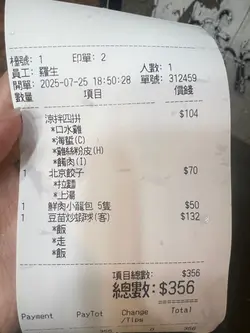 檯號: 1 印單: 2
員工: 羅生 人數: 1
開單: 2025-07-25 18:50:28 單號: 312459
數量 項目 價錢
涼拌四拼 $104
*口水雞
*海蜇(C)
*雞絲粉皮(H)
*餚肉(I)
1 北京餃子 $70
*拉麵
*上湯
1 鮮肉小籠包 5隻 $50
1 豆苗炒蝦球(客) $132
*飯
*走
*飯
項目總數: $356
總數: $356
Payment PayTot Change Total
/Tips